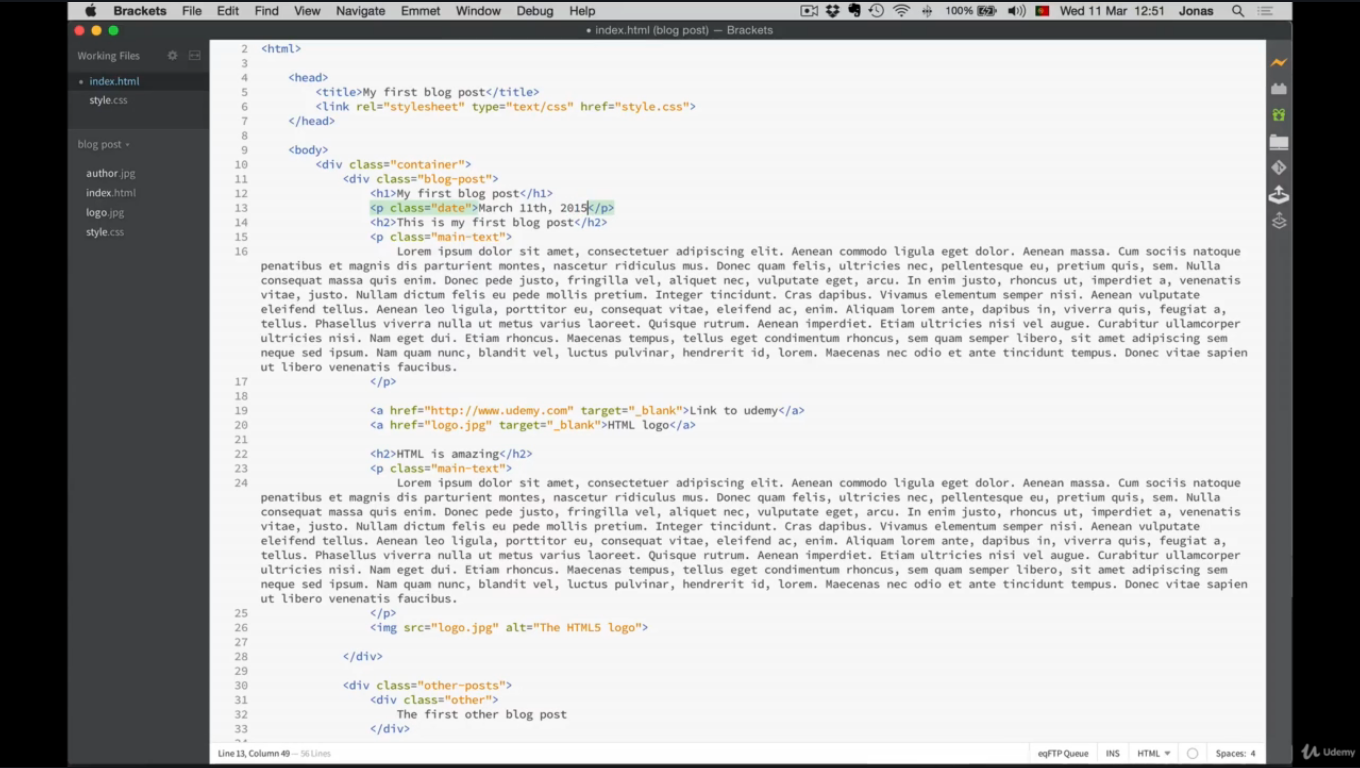 Brackets File Edit Find View Navigate Emmet Window Debug Help 100% Wed 11 Mar 12:51 Jonas
• index.html (blog post) — Brackets
Working Files
• index.html
style.css
blog post
author.jpg
index.html
logo.jpg
style.css
2 <html>
3
4 <head>
5 <title>My first blog post</title>
6 <link rel="stylesheet" type="text/css" href="style.css">
7 </head>
8
9 <body>
10 <div class="container">
11 <div class="blog-post">
12 <h1>My first blog post</h1>
13 <p class="date">March 11th, 2015</p>
14 <h2>This is my first blog post</h2>
15 <p class="main-text">
16 Lorem ipsum dolor sit amet, consectetuer adipiscing elit. Aenean commodo ligula eget dolor. Aenean massa. Cum sociis natoque
penatibus et magnis dis parturient montes, nascetur ridiculus mus. Donec quam felis, ultricies nec, pellentesque eu, pretium quis, sem. Nulla
consequat massa quis enim. Donec pede justo, fringilla vel, aliquet nec, vulputate eget, arcu. In enim justo, rhoncus ut, imperdiet a, venenatis
vitae, justo. Nullam dictum felis eu pede mollis pretium. Integer tincidunt. Cras dapibus. Vivamus elementum semper nisi. Aenean vulputate
eleifend tellus. Aenean leo ligula, porttitor eu, consequat vitae, eleifend ac, enim. Aliquam lorem ante, dapibus in, viverra quis, feugiat a,
tellus. Phasellus viverra nulla ut metus varius laoreet. Quisque rutrum. Aenean imperdiet. Etiam ultricies nisi vel augue. Curabitur ullamcorper
ultricies nisi. Nam eget dui. Etiam rhoncus. Maecenas tempus, tellus eget condimentum rhoncus, sem quam semper libero, sit amet adipiscing sem
neque sed ipsum. Nam quam nunc, blandit vel, luctus pulvinar, hendrerit id, lorem. Maecenas nec odio et ante tincidunt tempus. Donec vitae sapien
ut libero venenatis faucibus.
17 </p>
18
19 <a href="http://www.udemy.com" target="_blank">Link to udemy</a>
20 <a href="logo.jpg" target="_blank">HTML logo</a>
21
22 <h2>HTML is amazing</h2>
23 <p class="main-text">
24 Lorem ipsum dolor sit amet, consectetuer adipiscing elit. Aenean commodo ligula eget dolor. Aenean massa. Cum sociis natoque
penatibus et magnis dis parturient montes, nascetur ridiculus mus. Donec quam felis, ultricies nec, pellentesque eu, pretium quis, sem. Nulla
consequat massa quis enim. Donec pede justo, fringilla vel, aliquet nec, vulputate eget, arcu. In enim justo, rhoncus ut, imperdiet a, venenatis
vitae, justo. Nullam dictum felis eu pede mollis pretium. Integer tincidunt. Cras dapibus. Vivamus elementum semper nisi. Aenean vulputate
eleifend tellus. Aenean leo ligula, porttitor eu, consequat vitae, eleifend ac, enim. Aliquam lorem ante, dapibus in, viverra quis, feugiat a,
tellus. Phasellus viverra nulla ut metus varius laoreet. Quisque rutrum. Aenean imperdiet. Etiam ultricies nisi vel augue. Curabitur ullamcorper
ultricies nisi. Nam eget dui. Etiam rhoncus. Maecenas tempus, tellus eget condimentum rhoncus, sem quam semper libero, sit amet adipiscing sem
neque sed ipsum. Nam quam nunc, blandit vel, luctus pulvinar, hendrerit id, lorem. Maecenas nec odio et ante tincidunt tempus. Donec vitae sapien
ut libero venenatis faucibus.
25 </p>
26 <img src="logo.jpg" alt="The HTML5 logo">
27
28 </div>
29
30 <div class="other-posts">
31 <div class="other">
32 The first other blog post
33 </div>
Line 13, Column 49 — 56 Lines eqFTP Queue INS HTML Spaces: 4
Udemy